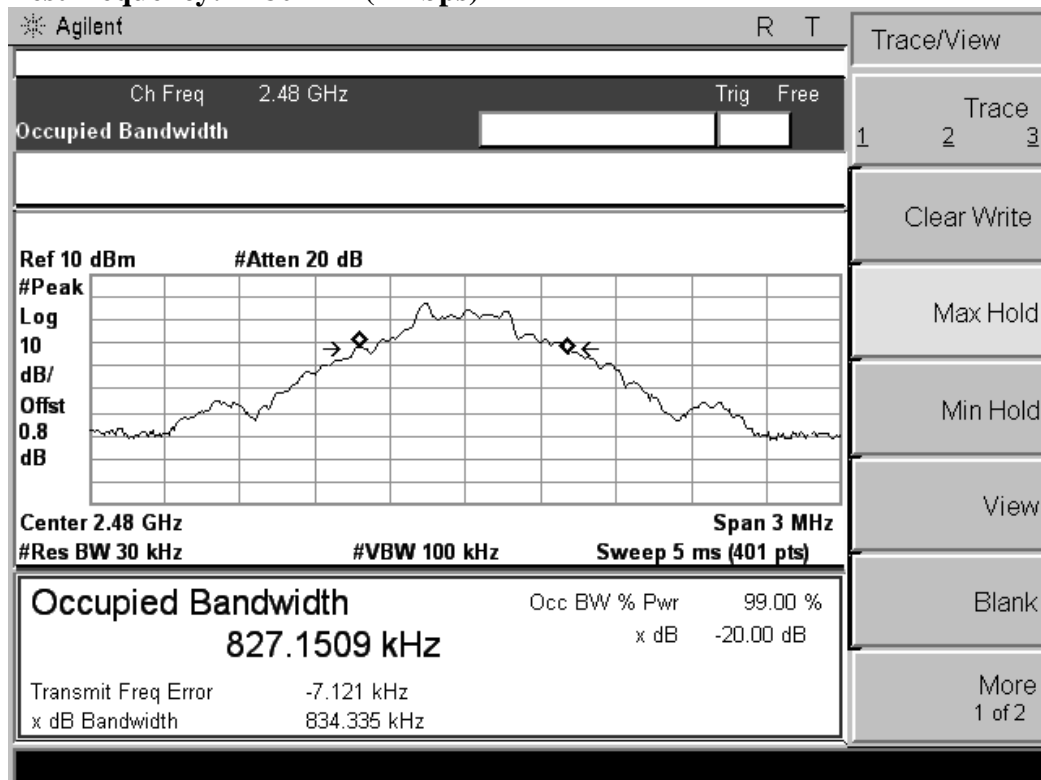 Agilent R T
Trace/View
Ch Freq 2.48 GHz Trig Free
Occupied Bandwidth
Trace
1 2 3
Clear Write
Max Hold
Min Hold
View
Blank
More
1 of 2
Ref 10 dBm #Atten 20 dB
#Peak
Log
10
dB/
Offst
0.8
dB
Center 2.48 GHz Span 3 MHz
#Res BW 30 kHz #VBW 100 kHz Sweep 5 ms (401 pts)
Occupied Bandwidth Occ BW % Pwr 99.00 %
827.1509 kHz x dB -20.00 dB
Transmit Freq Error -7.121 kHz
x dB Bandwidth 834.335 kHz